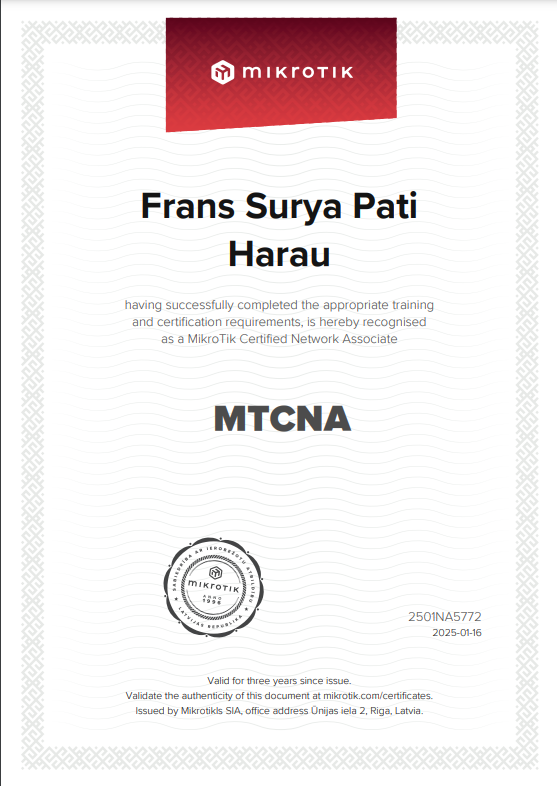 mikrotik
Frans Surya Pati
Harau
having successfully completed the appropriate training
and certification requirements, is hereby recognised
as a MikroTik Certified Network Associate
MTCNA
SABIEDRĪBA AR IEROBEŽOTU ATBILDĪBU
mikrotik
ANNO
1996
LATVIJAS REPUBLIKA
2501NA5772
2025-01-16
Valid for three years since issue.
Validate the authenticity of this document at mikrotik.com/certificates.
Issued by Mikrotikls SIA, office address Ūnijas iela 2, Riga, Latvia.